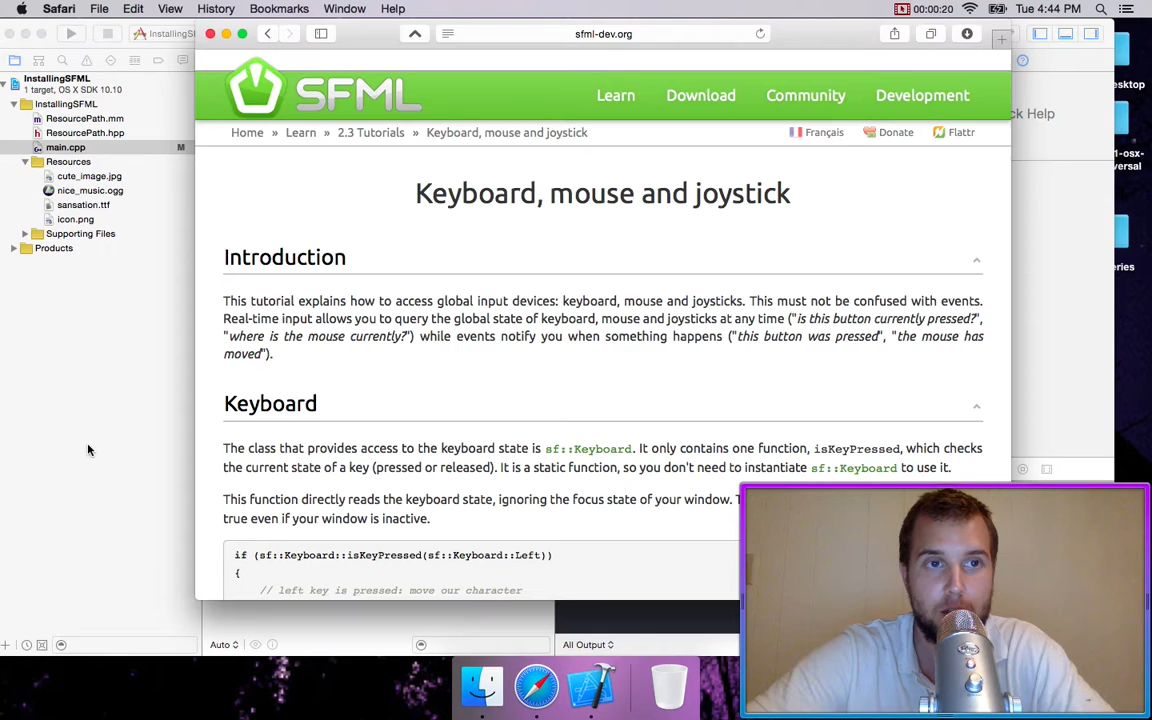 Safari File Edit View History Bookmarks Window Help 00:00:20 Tue 4:44 PM
InstallingSF
sfml-dev.org
InstallingSFML
1 target, OS X SDK 10.10
InstallingSFML
ResourcePath.mm
ResourcePath.hpp
main.cpp M
Resources
cute_image.jpg
nice_music.ogg
sansation.ttf
icon.png
Supporting Files
Products
SFML
Learn Download Community Development
Home » Learn » 2.3 Tutorials » Keyboard, mouse and joystick Français Donate Flattr
Keyboard, mouse and joystick
Introduction
This tutorial explains how to access global input devices: keyboard, mouse and joysticks. This must not be confused with events.
Real-time input allows you to query the global state of keyboard, mouse and joysticks at any time ("is this button currently pressed?",
"where is the mouse currently?") while events notify you when something happens ("this button was pressed", "the mouse has
moved").
Keyboard
The class that provides access to the keyboard state is sf::Keyboard. It only contains one function, isKeyPressed, which checks
the current state of a key (pressed or released). It is a static function, so you don't need to instantiate sf::Keyboard to use it.
This function directly reads the keyboard state, ignoring the focus state of your window. T
true even if your window is inactive.
if (sf::Keyboard::isKeyPressed(sf::Keyboard::Left))
{
// left key is pressed: move our character
Auto
All Output
ck Help
esktop
1-osx-
versal
eries